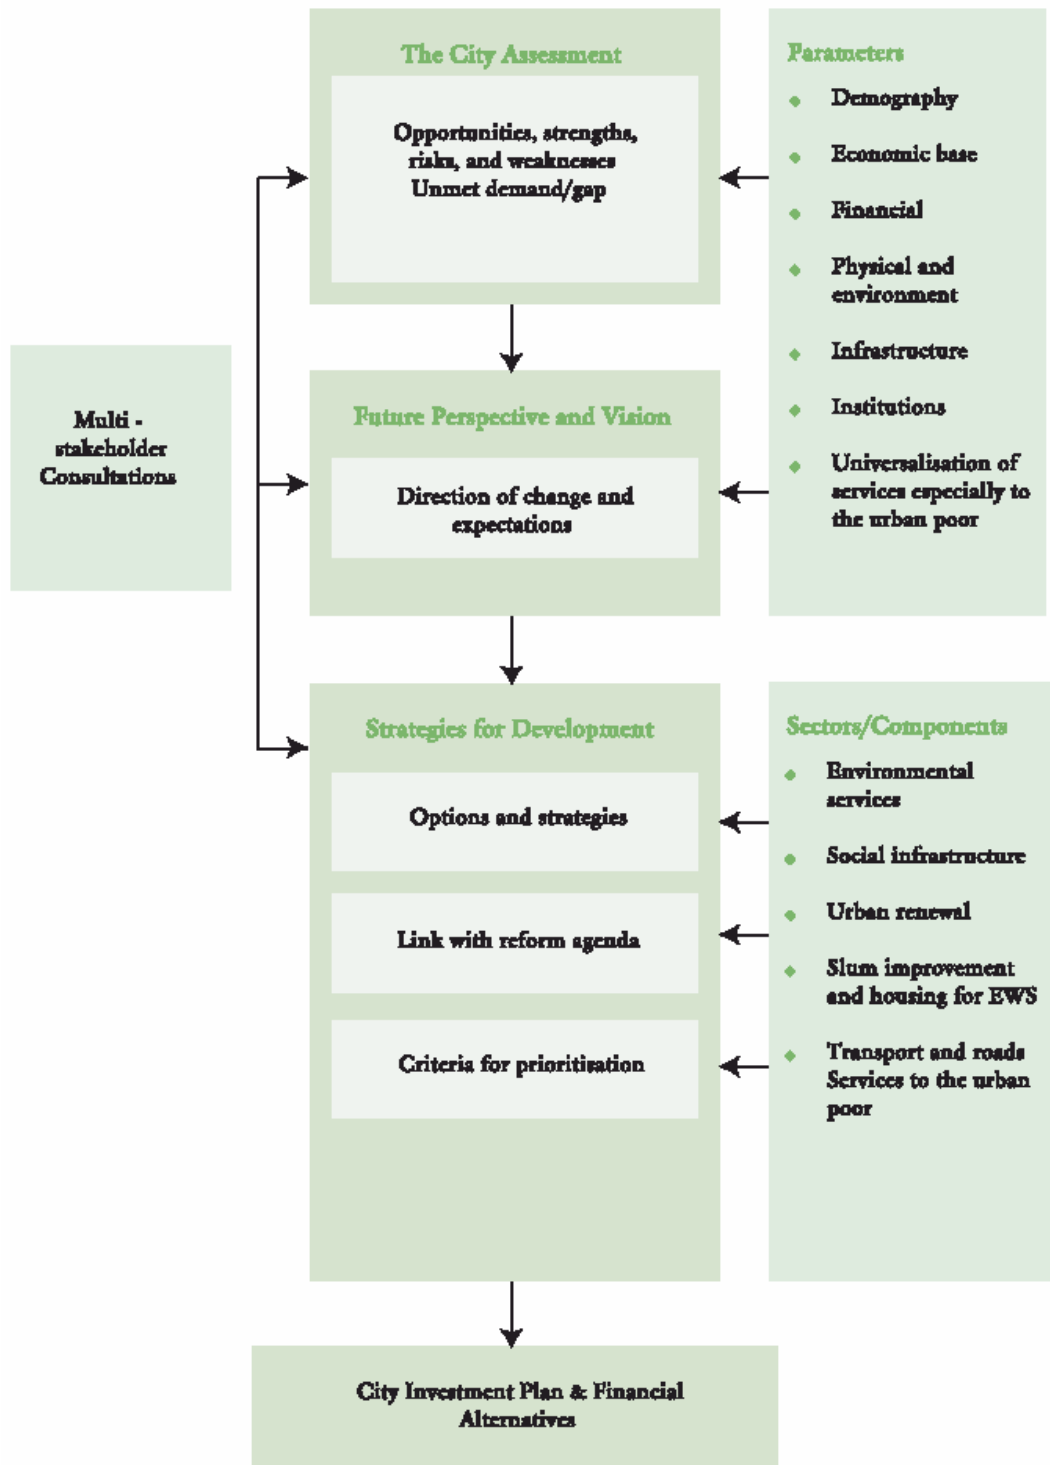 The City Assessment
Opportunities, strengths,
risks, and weaknesses
Unmet demand/gap
Parameters
Demography
Economic base
Financial
Physical and
environment
Infrastructure
Institutions
Universalisation of
services especially to
the urban poor
Multi -
stakeholder
Consultations
Future Perspective and Vision
Direction of change and
expectations
Strategies for Development
Options and strategies
Link with reform agenda
Criteria for prioritisation
Sectors/Components
Environmental
services
Social infrastructure
Urban renewal
Slum improvement
and housing for EWS
Transport and roads
Services to the urban
poor
City Investment Plan & Financial
Alternatives